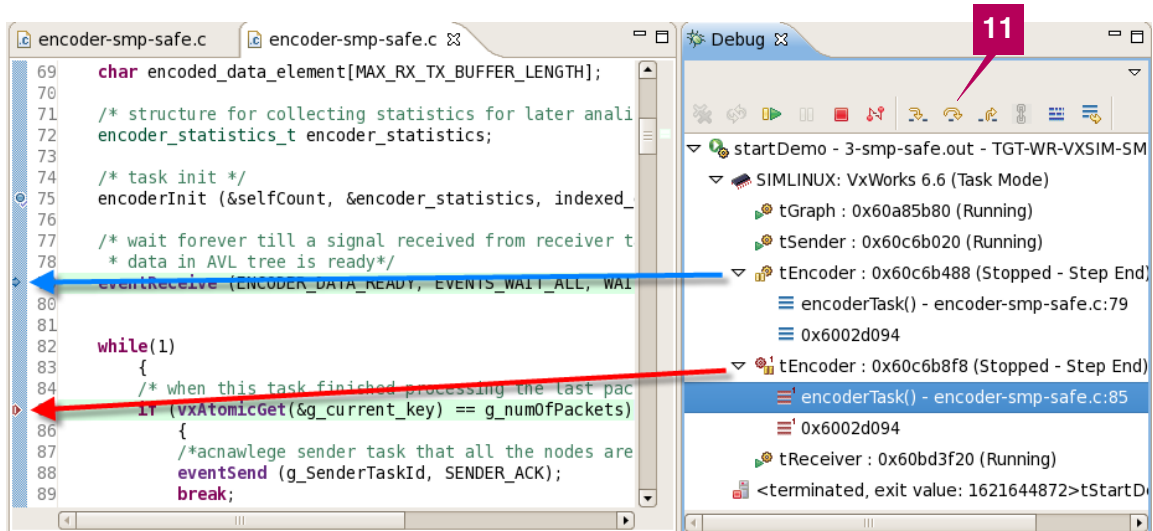 11
encoder-smp-safe.c
encoder-smp-safe.c
Debug
69 char encoded_data_element[MAX_RX_TX_BUFFER_LENGTH];
70
71 /* structure for collecting statistics for later anali
72 encoder_statistics_t encoder_statistics;
73
74 /* task init */
75 encoderInit (&selfCount, &encoder_statistics, indexed_
76
77 /* wait forever till a signal received from receiver t
78 * data in AVL tree is ready*/
eventReceive (ENCODER_DATA_READY, EVENTS_WAIT_ALL, WAI
80
81
82 while(1)
83 {
84 /* when this task finished processing the last pac
if (vxAtomicGet(&g_current_key) == g_numOfPackets)
86 {
87 /*acnawlege sender task that all the nodes are
88 eventSend (g_SenderTaskId, SENDER_ACK);
89 break;
startDemo - 3-smp-safe.out - TGT-WR-VXSIM-SM
SIMLINUX: VxWorks 6.6 (Task Mode)
tGraph : 0x60a85b80 (Running)
tSender : 0x60c6b020 (Running)
tEncoder : 0x60c6b488 (Stopped - Step End)
encoderTask() - encoder-smp-safe.c:79
0x6002d094
tEncoder : 0x60c6b8f8 (Stopped - Step End)
encoderTask() - encoder-smp-safe.c:85
0x6002d094
tReceiver : 0x60bd3f20 (Running)
<terminated, exit value: 1621644872>tStartD